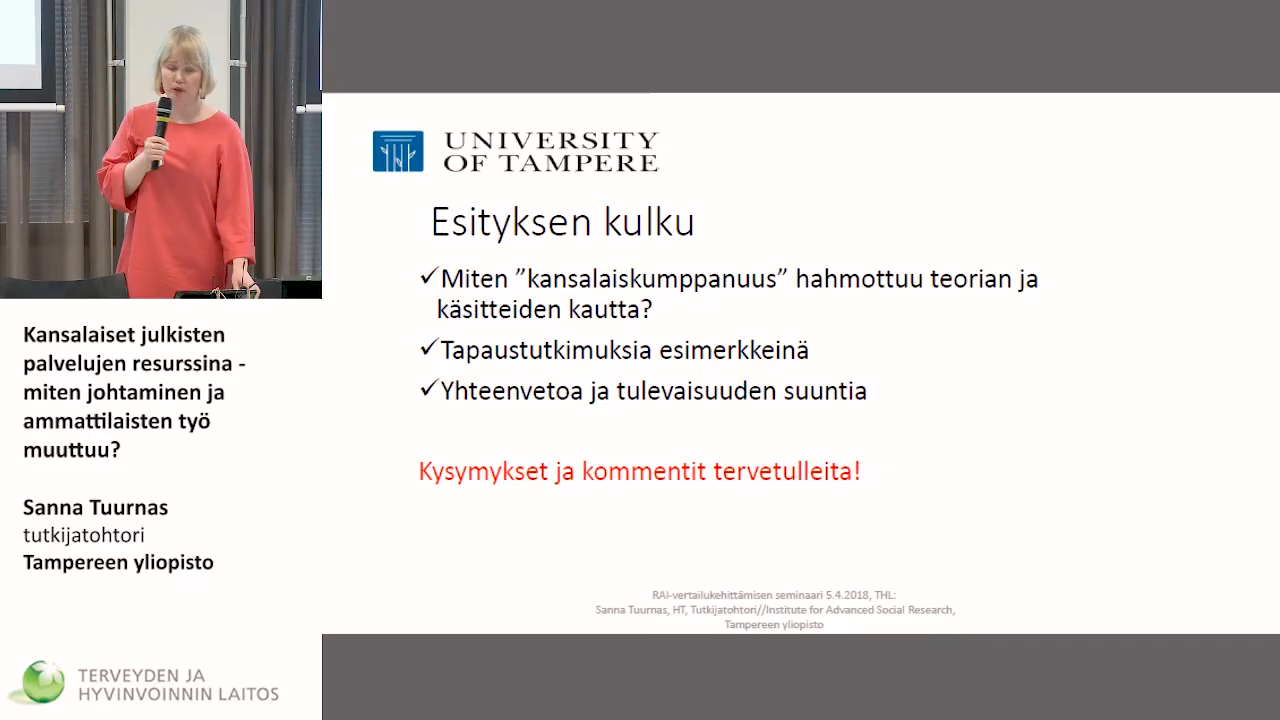 Kansalaiset julkisten
palvelujen resurssina -
miten johtaminen ja
ammattilaisten työ
muuttuu?
Sanna Tuurnas
tutkijatohtori
Tampereen yliopisto
TERVEYDEN JA
HYVINVOINNIN LAITOS
UNIVERSITY
OF TAMPERE
Esityksen kulku
✓Miten ”kansalaiskumppanuus” hahmottuu teorian ja
käsitteiden kautta?
✓Tapaustutkimuksia esimerkkeinä
✓Yhteenvetoa ja tulevaisuuden suuntia
Kysymykset ja kommentit tervetulleita!
RAI-vertailukehittämisen seminaari 5.4.2018, THL:
Sanna Tuurnas, HT, Tutkijatohtori//Institute for Advanced Social Research,
Tampereen yliopisto